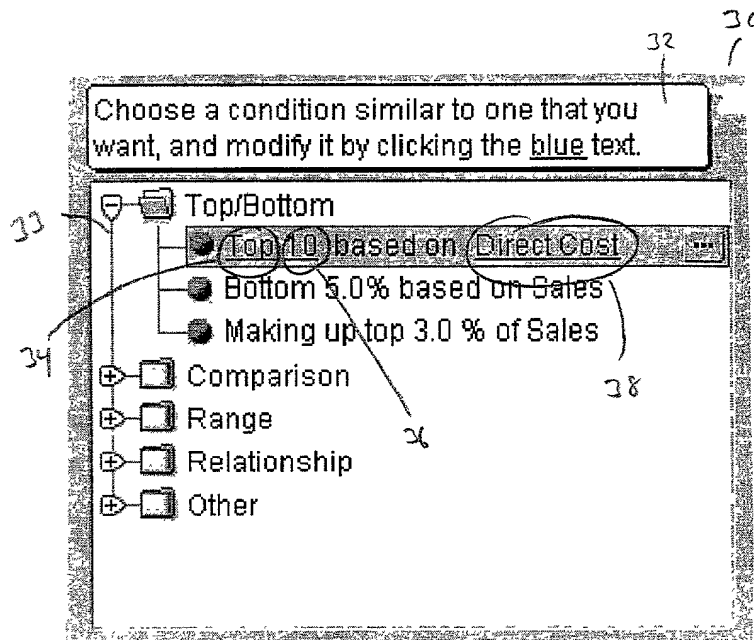 30
32
Choose a condition similar to one that you
want, and modify it by clicking the blue text.
33
Top/Bottom
Top 10 based on Direct Cost ...
Bottom 5.0% based on Sales
Making up top 3.0 % of Sales
34
38
Comparison
36
Range
Relationship
Other